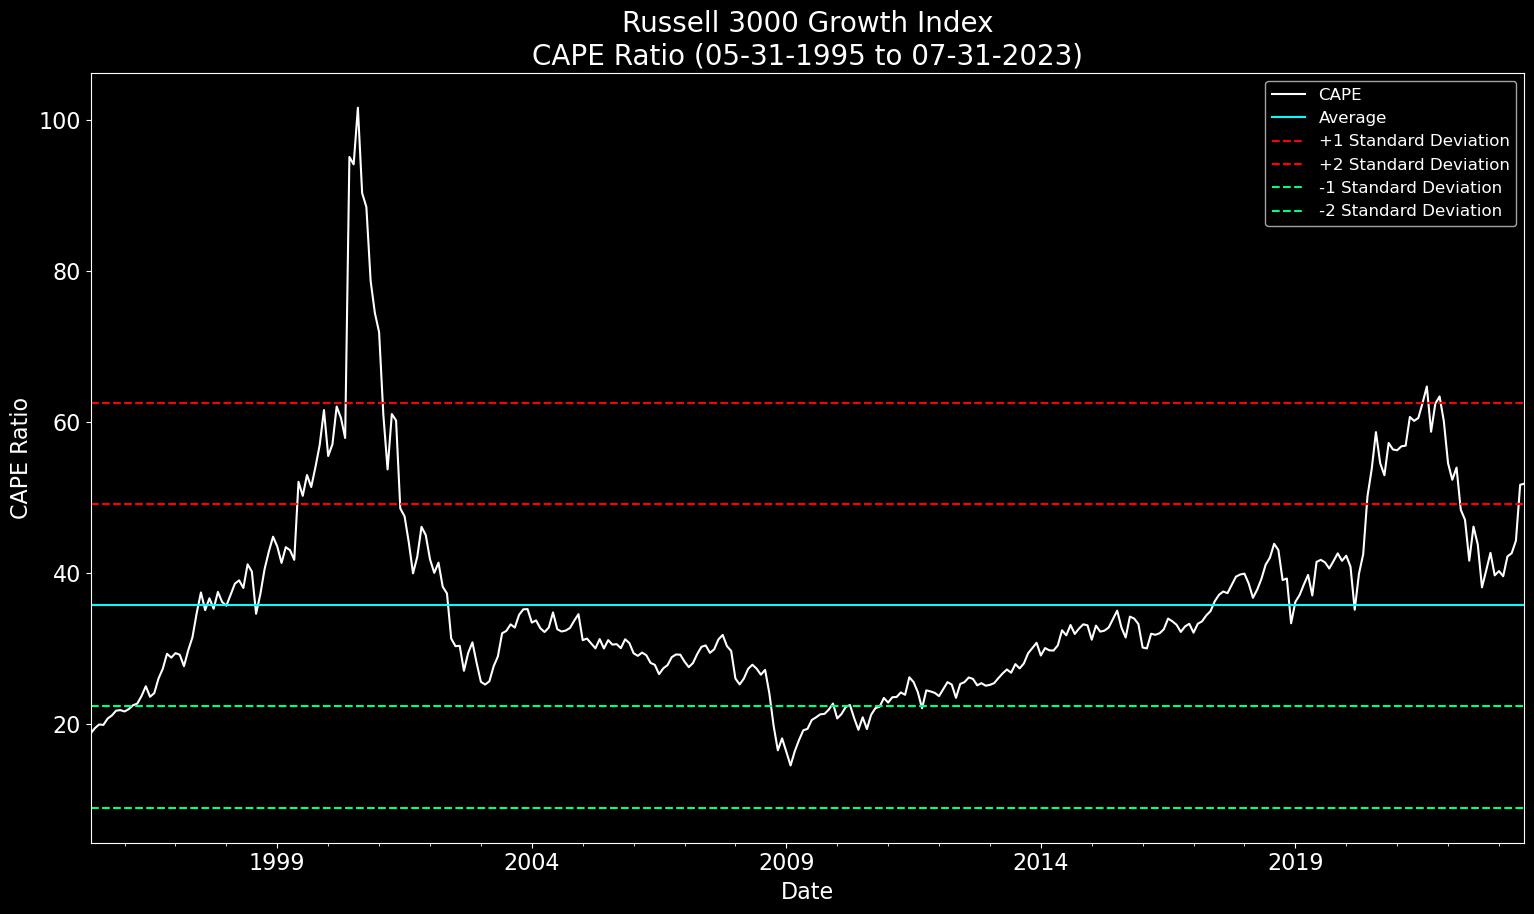 Russell 3000 Growth Index
CAPE Ratio (05-31-1995 to 07-31-2023)
CAPE
Average
+1 Standard Deviation
+2 Standard Deviation
-1 Standard Deviation
-2 Standard Deviation
CAPE Ratio
100
80
60
40
20
1999
2004
2009
2014
2019
Date